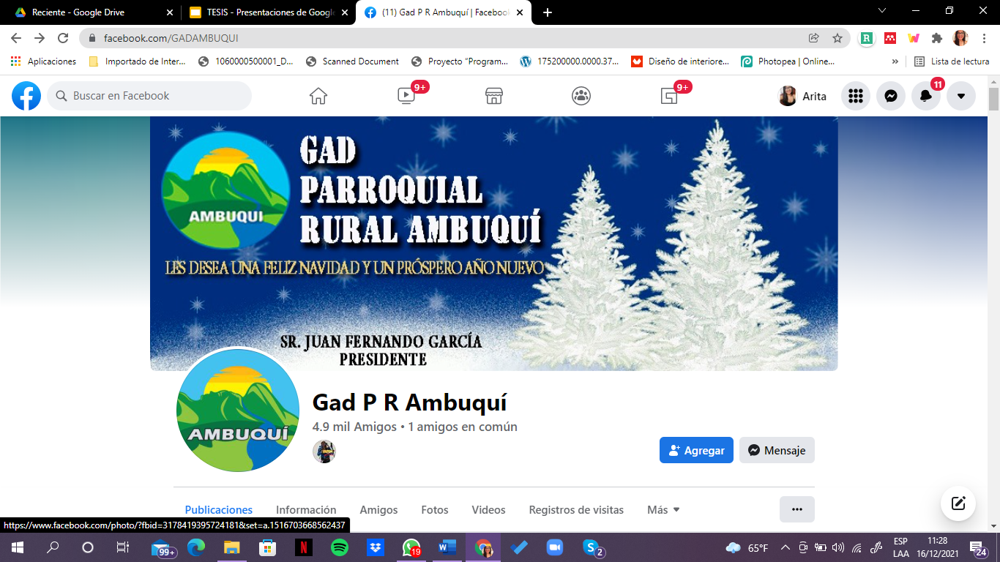 Reciente - Google Drive
TESIS - Presentaciones de Google
(11) Gad P R Ambuquí | Facebook
facebook.com/GADAMBUQUI
Aplicaciones
Importado de Inter...
1060000500001_D...
Scanned Document
Proyecto “Program...
175200000.0000.37...
Diseño de interiore...
Photopea | Online...
»
Lista de lectura
Buscar en Facebook
9+
9+
Arita
11
AMBUQUI
GAD
PARROQUIAL
RURAL AMBUQUÍ
LES DESEA UNA FELIZ NAVIDAD Y UN PRÓSPERO AÑO NUEVO
SR. JUAN FERNANDO GARCÍA
PRESIDENTE
AMBUQUÍ
Gad P R Ambuquí
4.9 mil Amigos • 1 amigos en común
Agregar
Mensaje
Publicaciones
Información
Amigos
Fotos
Videos
Registros de visitas
Más
https://www.facebook.com/photo/?fbid=3178419395724181&set=a.1516703668562437
99+
19
2
65°F
ESP
LAA
11:28
16/12/2021
24